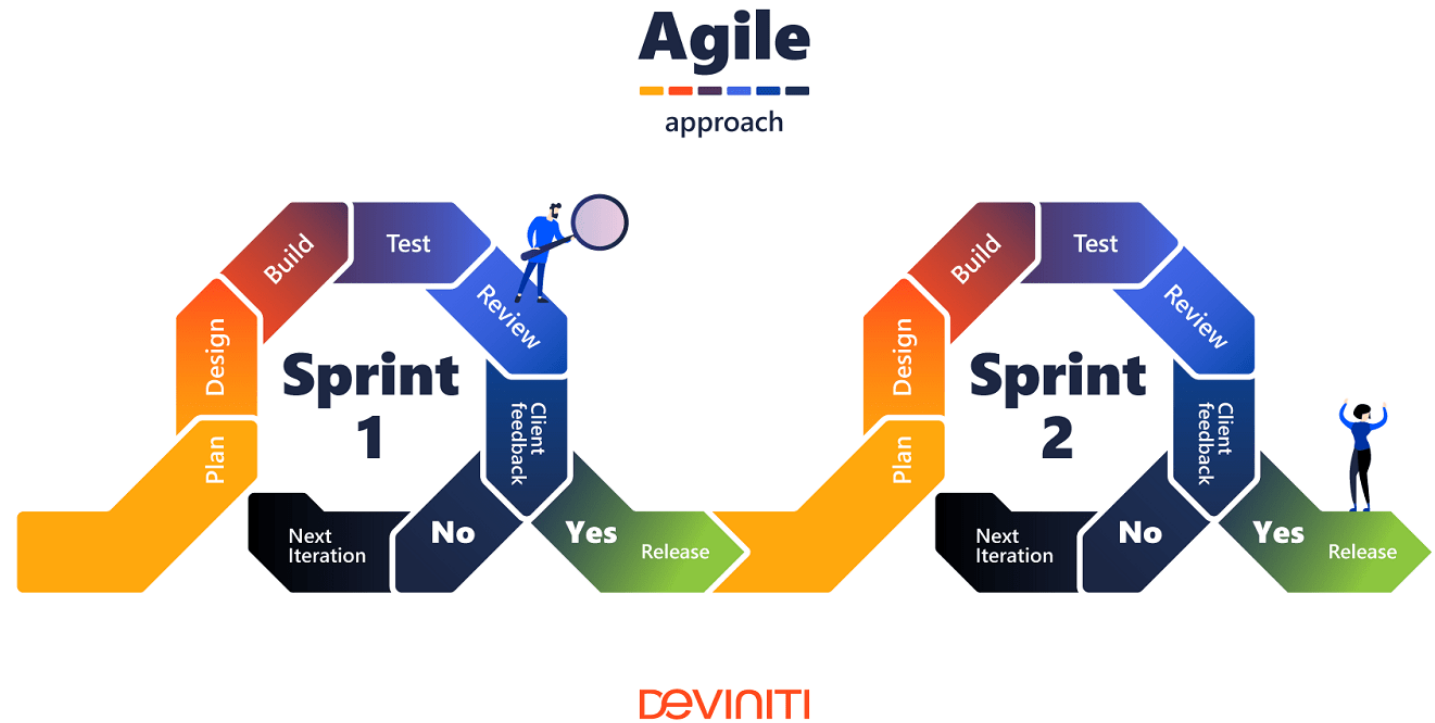 Agile
approach
Build
Test
Review
Design
Plan
Client
feedback
Sprint
1
Next
Iteration
No
Yes
Release
Build
Test
Review
Design
Plan
Client
feedback
Sprint
2
Next
Iteration
No
Yes
Release
DEVINITI